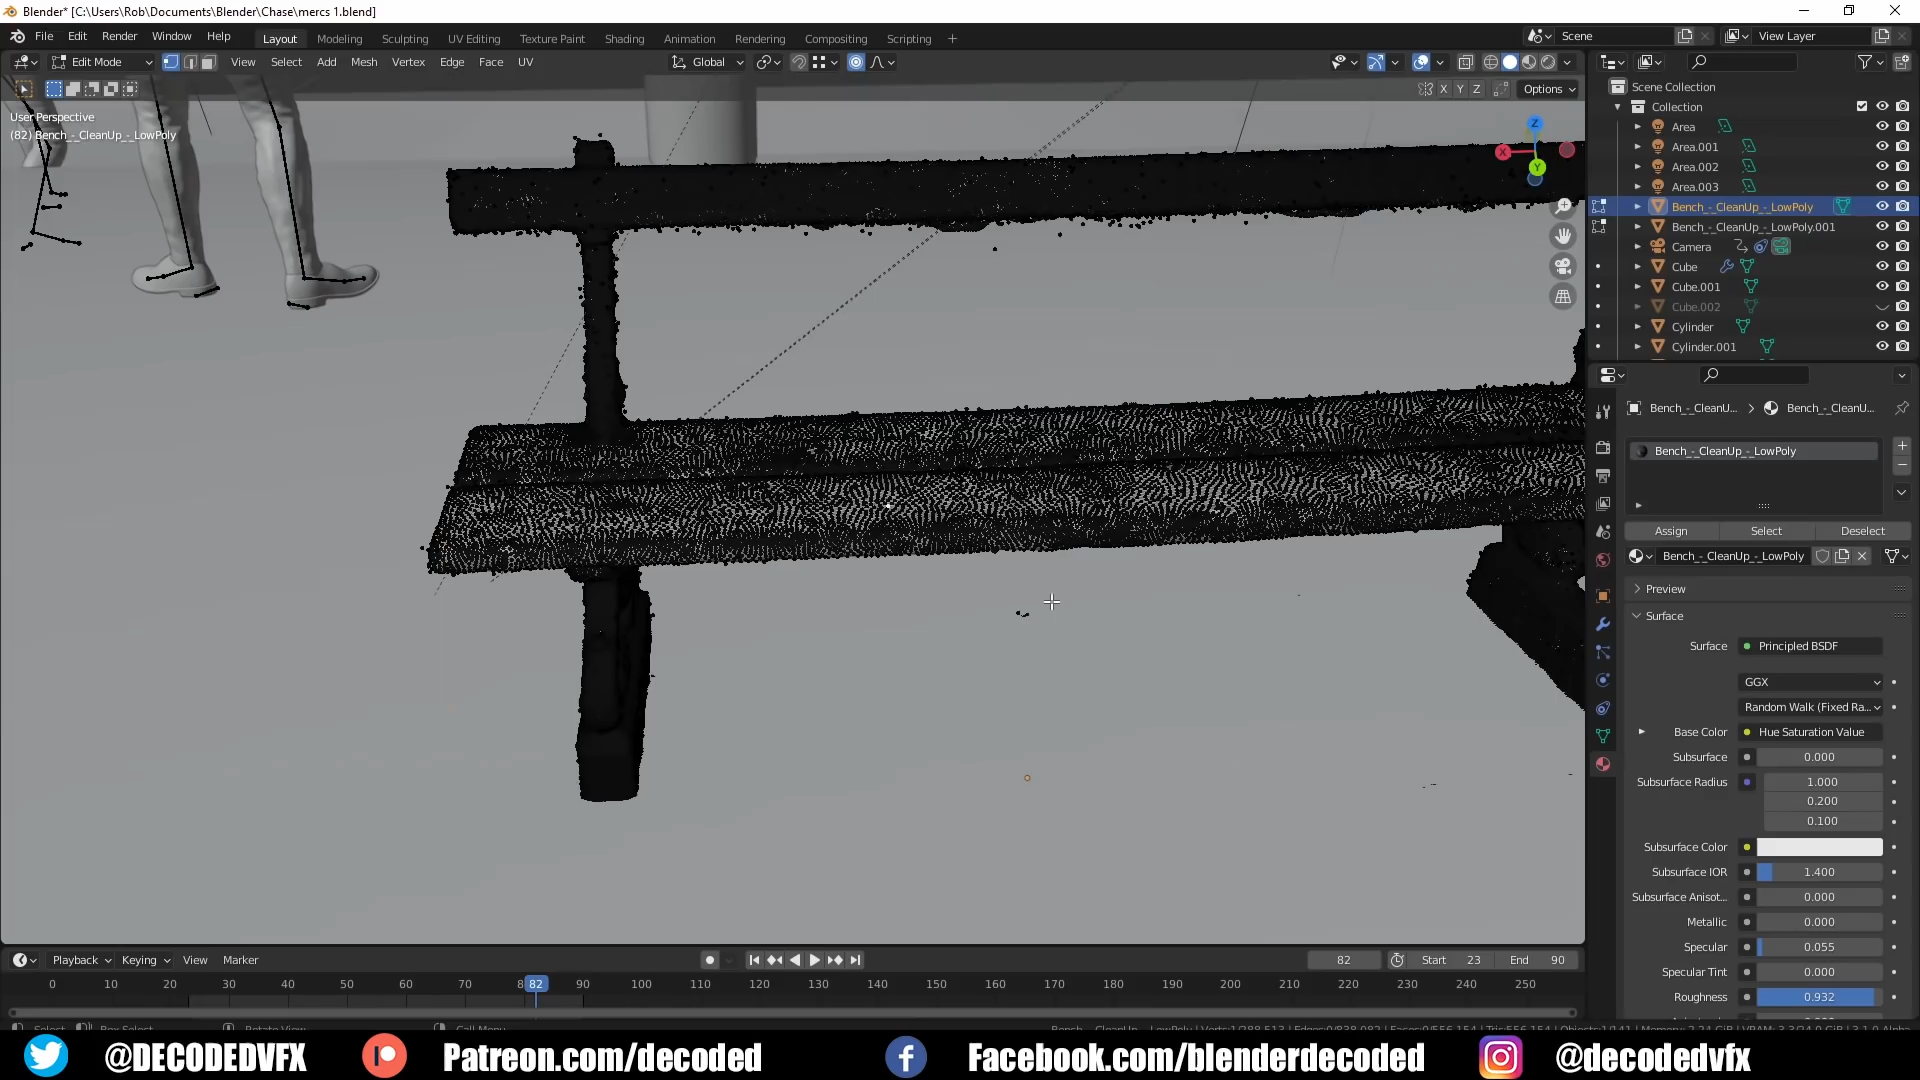 Blender* [C:\Users\Rob\Documents\Blender\Chase\mercs 1.blend]
File Edit Render Window Help Layout Modeling Sculpting UV Editing Texture Paint Shading Animation Rendering Compositing Scripting + Scene View Layer
Edit Mode View Select Add Mesh Vertex Edge Face UV Global
X Y Z Options
User Perspective
(82) Bench_-_CleanUp_-_LowPoly
Z
X
Y
Scene Collection
Collection
Area
Area.001
Area.002
Area.003
Bench_-_CleanUp_-_LowPoly
Bench_-_CleanUp_-_LowPoly.001
Camera
Cube
Cube.001
Cube.002
Cylinder
Cylinder.001
Bench_-_CleanU... > Bench_-_CleanU...
Bench_-_CleanUp_-_LowPoly
Assign Select Deselect
Bench_-_CleanUp_-_LowPoly
Preview
Surface
Surface Principled BSDF
GGX
Random Walk (Fixed Ra...
Base Color Hue Saturation Value
Subsurface 0.000
Subsurface Radius 1.000
0.200
0.100
Subsurface Color
Subsurface IOR 1.400
Subsurface Anisot... 0.000
Metallic 0.000
Specular 0.055
Specular Tint 0.000
Roughness 0.932
Playback Keying View Marker 82 Start 23 End 90
0 10 20 30 40 50 60 70 8 82 90 100 110 120 130 140 150 160 170 180 190 200 210 220 230 240 250
@DECODEDVFX Patreon.com/decoded Facebook.com/blenderdecoded @decodedvfx